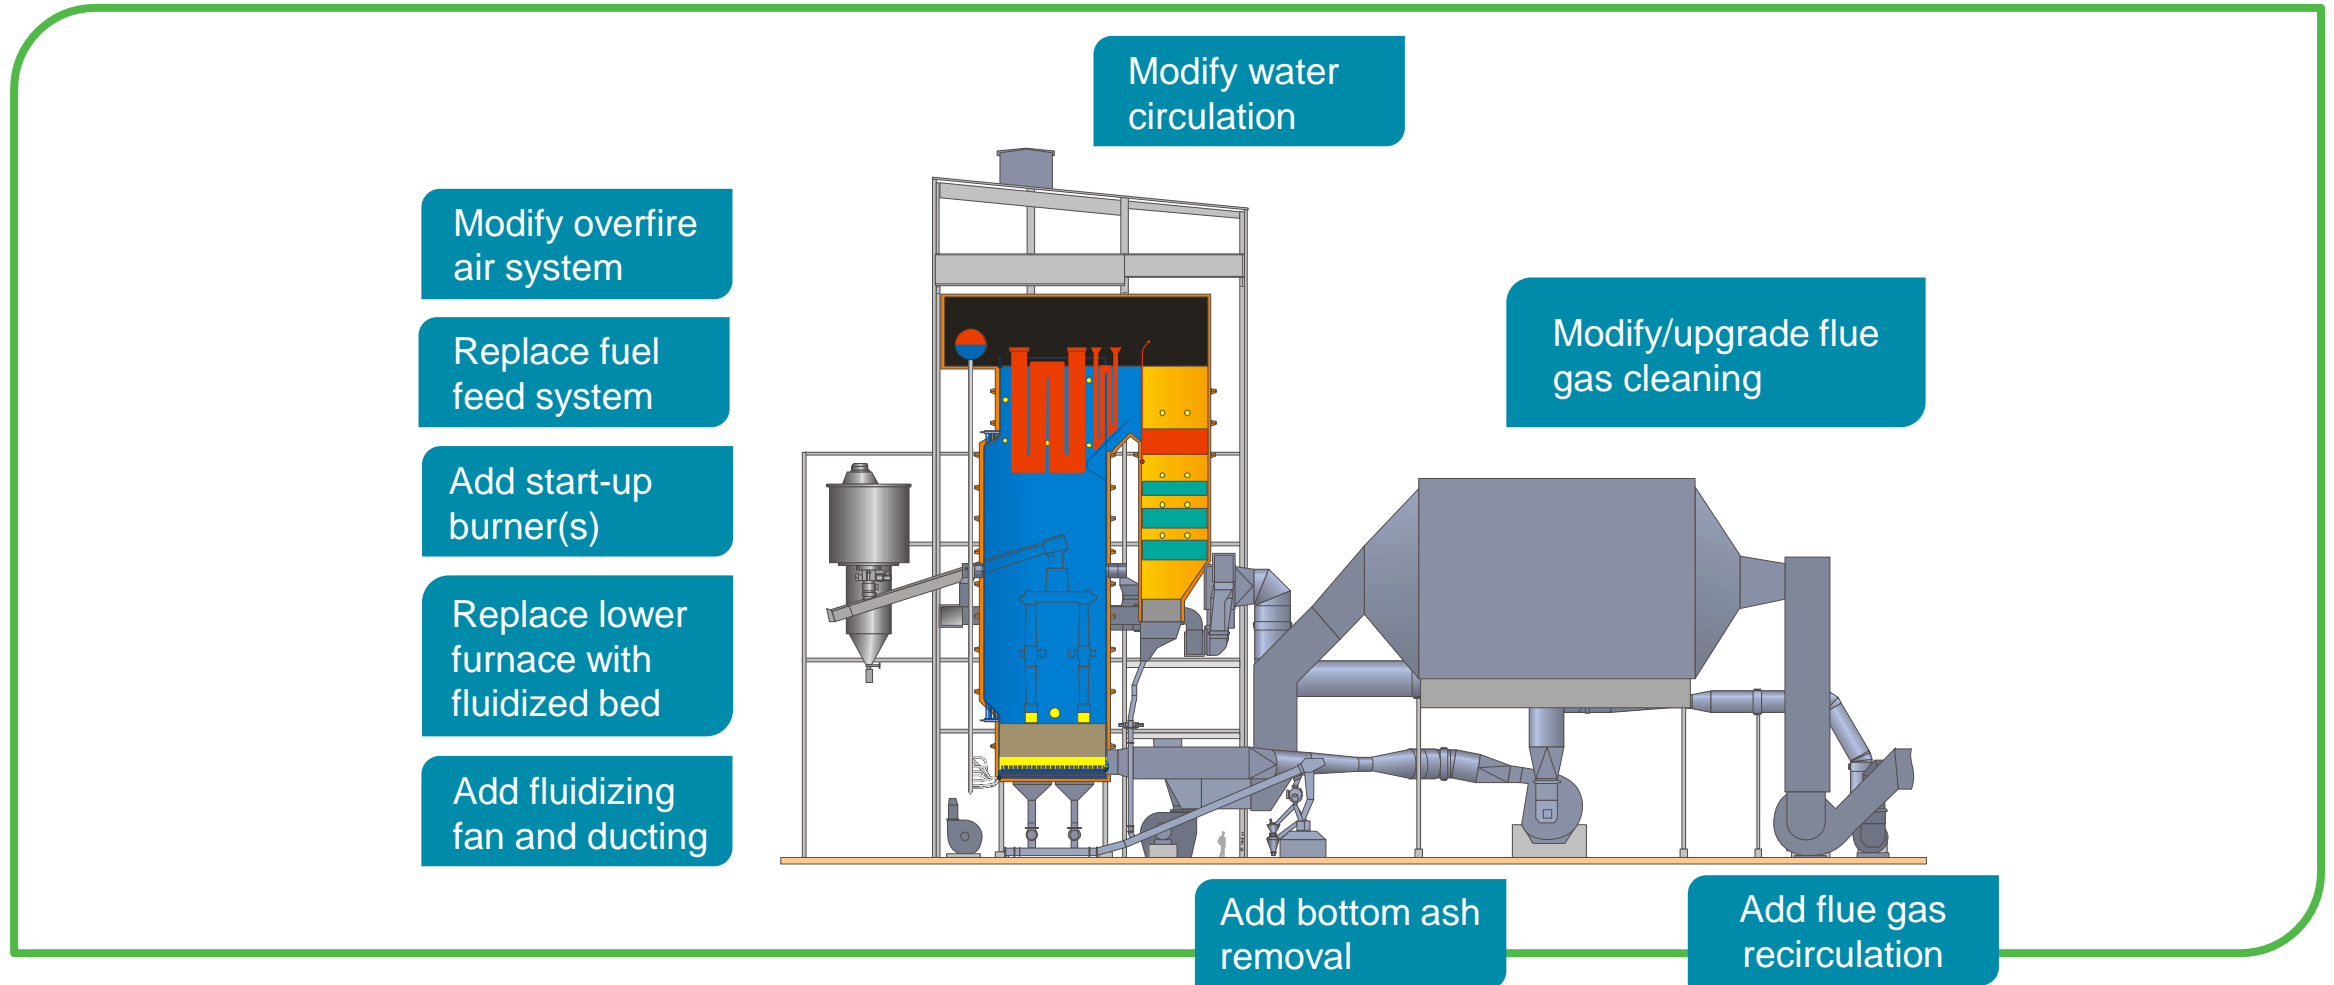 Modify water
circulation
Modify overfire
air system
Replace fuel
feed system
Add start-up
burner(s)
Replace lower
furnace with
fluidized bed
Add fluidizing
fan and ducting
Modify/upgrade flue
gas cleaning
Add bottom ash
removal
Add flue gas
recirculation